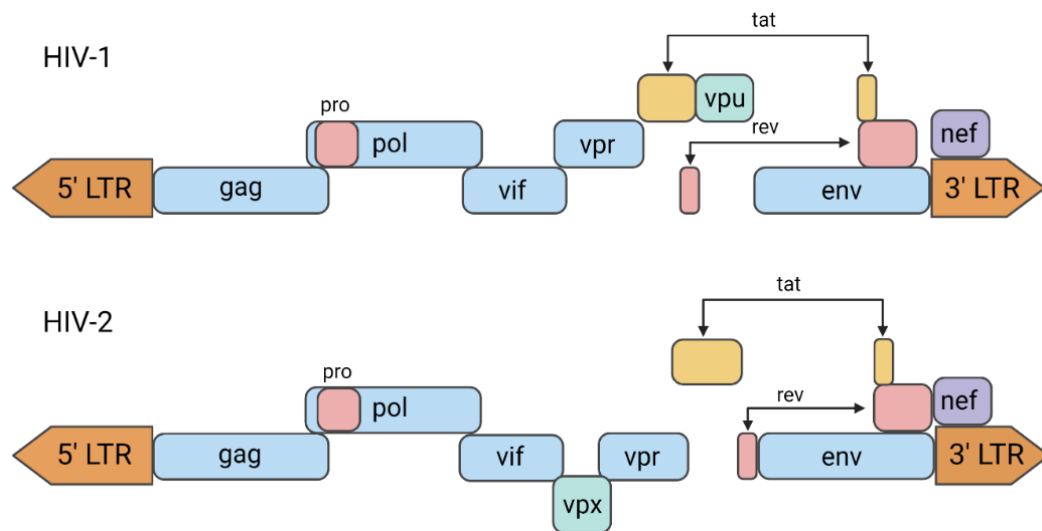 HIV-1
tat
pro
pol
vpr
vpu
rev
nef
5' LTR
gag
vif
env
3' LTR
HIV-2
tat
pro
pol
rev
nef
5' LTR
gag
vif
vpr
env
3' LTR
vpx